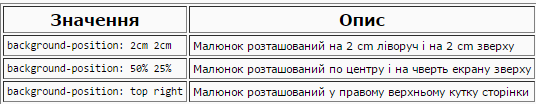 Значення Опис
background-position: 2cm 2cm Малюнок розташований на 2 cm ліворуч і на 2 cm зверху
background-position: 50% 25% Малюнок розташований по центру і на чверть екрану зверху
background-position: top right Малюнок розташований у правому верхньому кутку сторінки